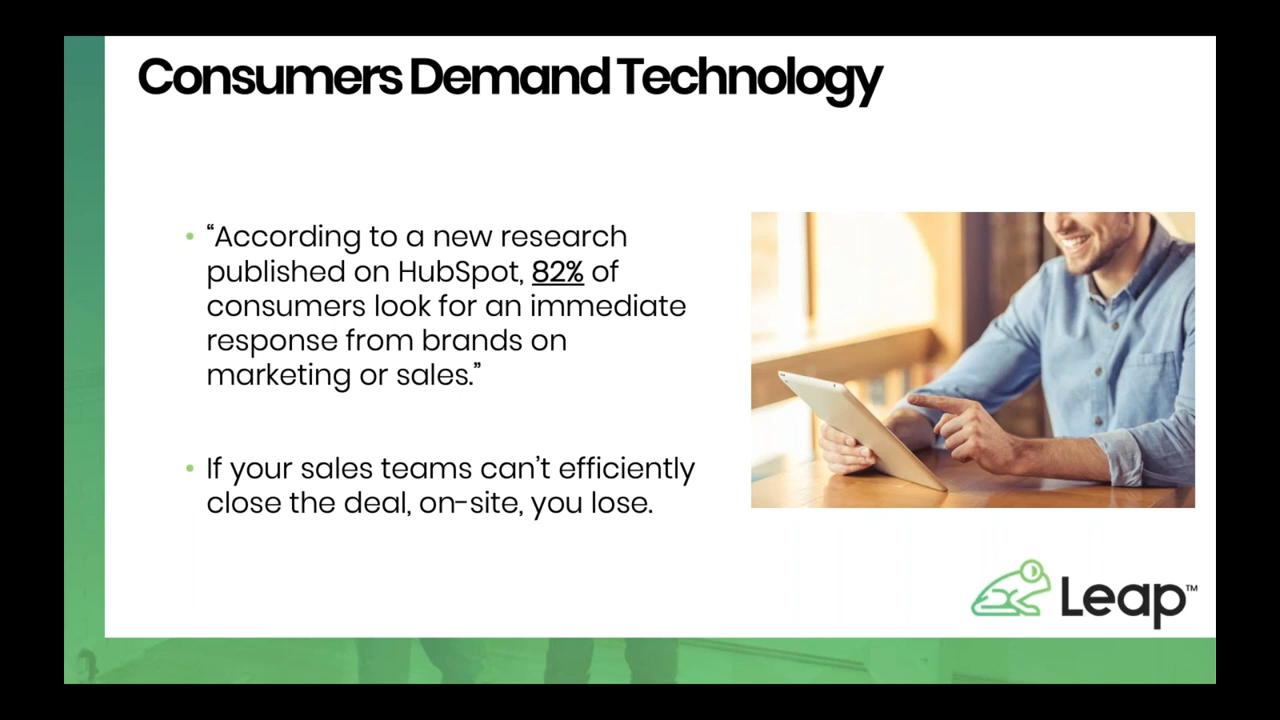 Consumers Demand Technology
• “According to a new research
published on HubSpot, 82% of
consumers look for an immediate
response from brands on
marketing or sales.”
• If your sales teams can’t efficiently
close the deal, on-site, you lose.
Leap™